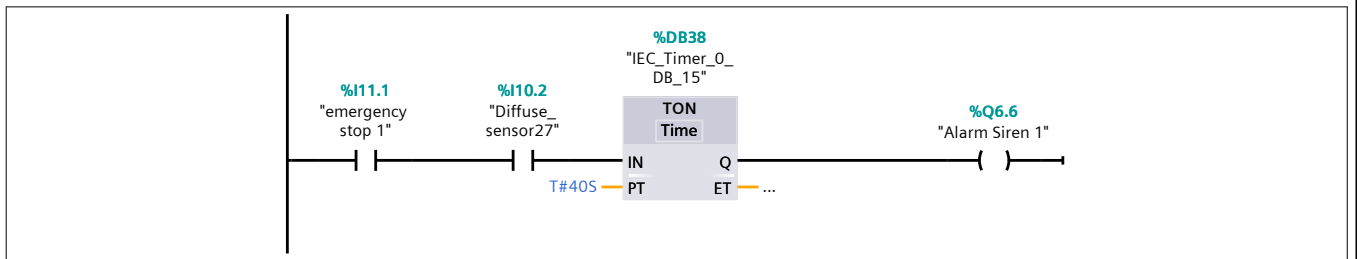 %DB38
"IEC_Timer_0_
DB_15"
%I11.1
"emergency
stop 1"
%I10.2
"Diffuse_
sensor27"
TON
Time
%Q6.6
"Alarm Siren 1"
IN
Q
T#40S
PT
ET
...